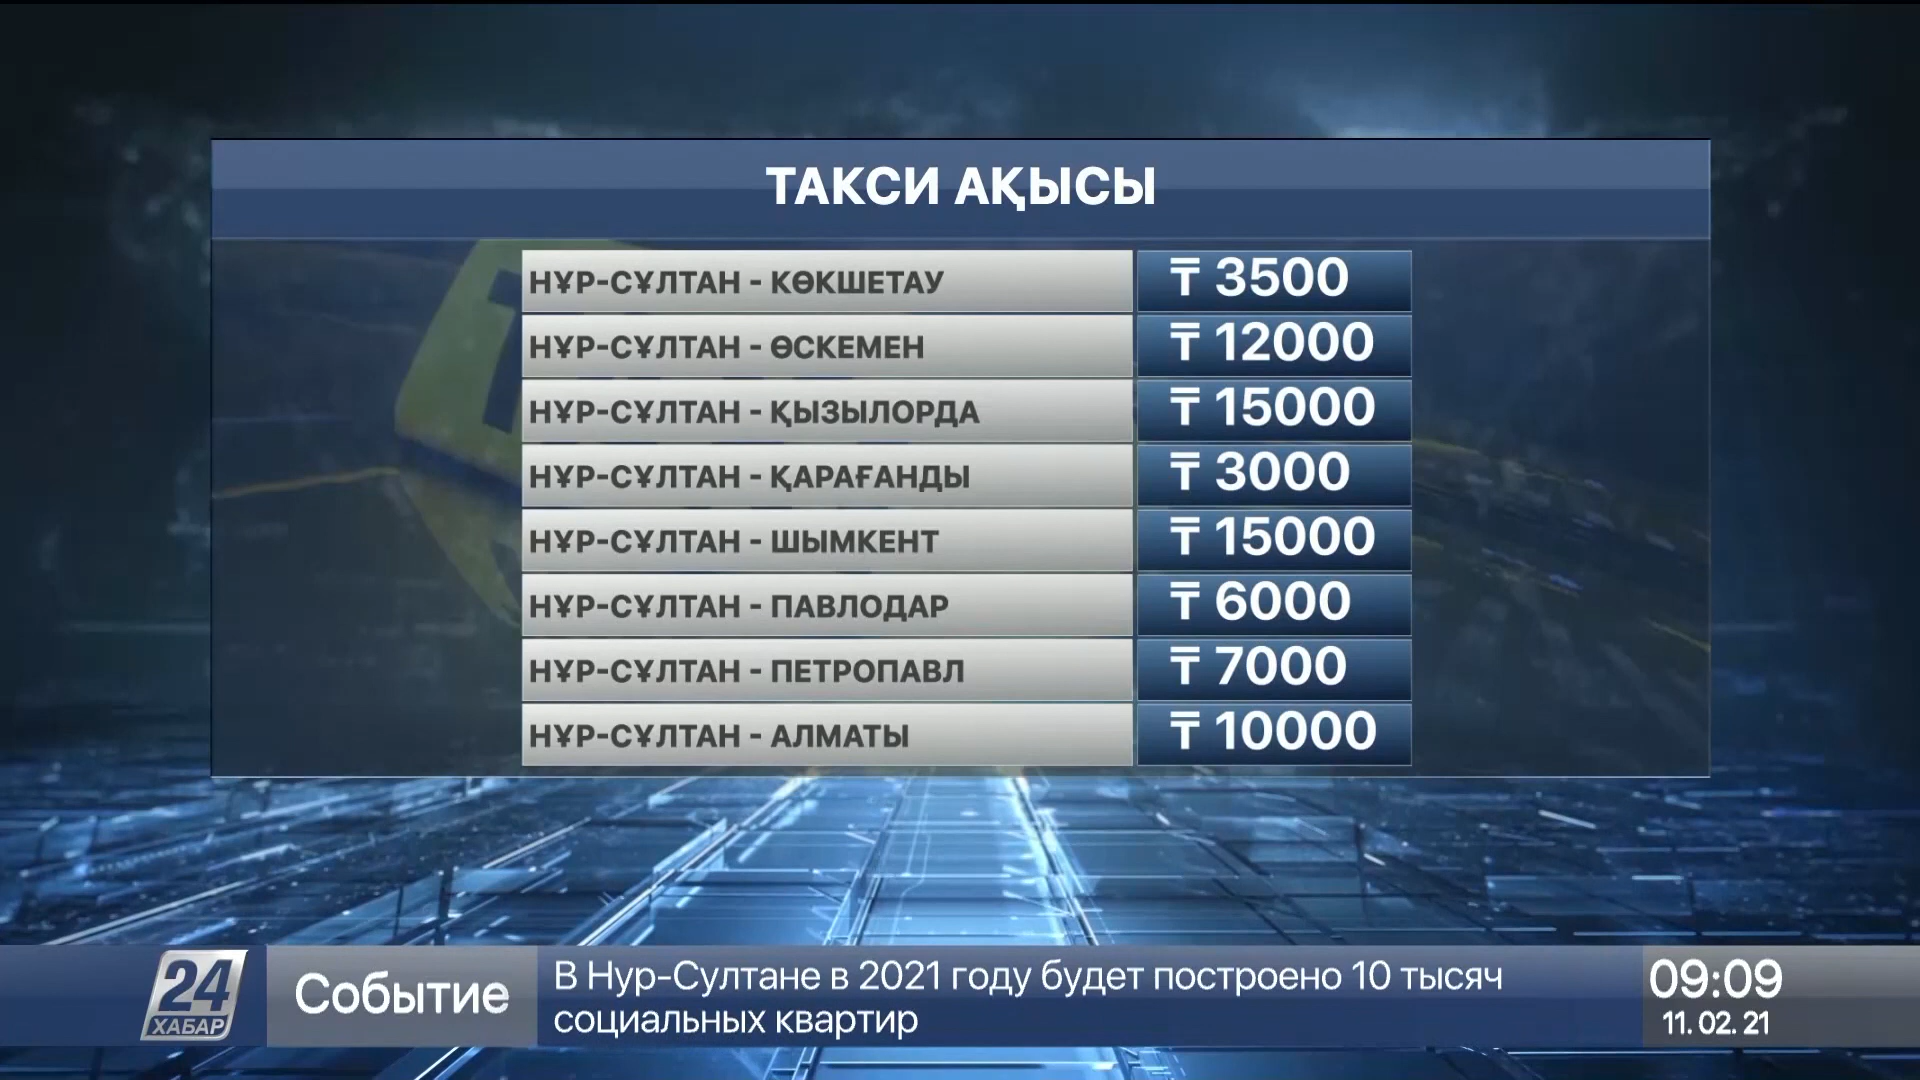 ТАКСИ АҚЫСЫ
НҰР-СҰЛТАН - КӨКШЕТАУ ₸ 3500
НҰР-СҰЛТАН - ӨСКЕМЕН ₸ 12000
НҰР-СҰЛТАН - ҚЫЗЫЛОРДА ₸ 15000
НҰР-СҰЛТАН - ҚАРАҒАНДЫ ₸ 3000
НҰР-СҰЛТАН - ШЫМКЕНТ ₸ 15000
НҰР-СҰЛТАН - ПАВЛОДАР ₸ 6000
НҰР-СҰЛТАН - ПЕТРОПАВЛ ₸ 7000
НҰР-СҰЛТАН - АЛМАТЫ ₸ 10000
24
ХАБАР
Событие
В Нур-Султане в 2021 году будет построено 10 тысяч
социальных квартир
09:09
11. 02. 21